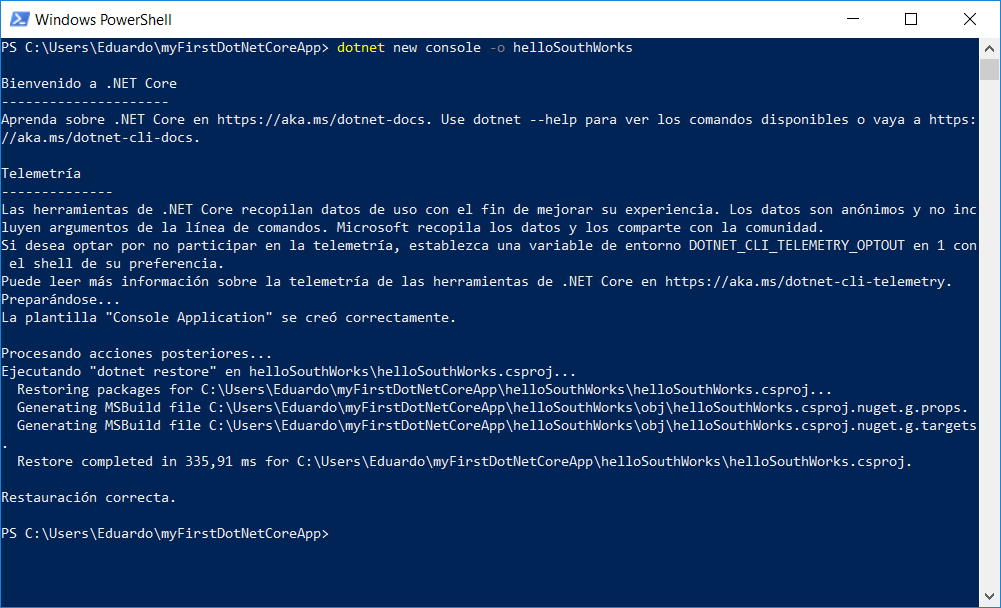 Windows PowerShell
PS C:\Users\Eduardo\myFirstDotNetCoreApp> dotnet new console -o helloSouthWorks
Bienvenido a .NET Core
---------------------
Aprenda sobre .NET Core en https://aka.ms/dotnet-docs. Use dotnet --help para ver los comandos disponibles o vaya a https:
//aka.ms/dotnet-cli-docs.
Telemetría
--------------
Las herramientas de .NET Core recopilan datos de uso con el fin de mejorar su experiencia. Los datos son anónimos y no inc
luyen argumentos de la línea de comandos. Microsoft recopila los datos y los comparte con la comunidad.
Si desea optar por no participar en la telemetría, establezca una variable de entorno DOTNET_CLI_TELEMETRY_OPTOUT en 1 con
 el shell de su preferencia.
Puede leer más información sobre la telemetría de las herramientas de .NET Core en https://aka.ms/dotnet-cli-telemetry.
Preparándose...
La plantilla "Console Application" se creó correctamente.
Procesando acciones posteriores...
Ejecutando "dotnet restore" en helloSouthWorks\helloSouthWorks.csproj...
  Restoring packages for C:\Users\Eduardo\myFirstDotNetCoreApp\helloSouthWorks\helloSouthWorks.csproj...
  Generating MSBuild file C:\Users\Eduardo\myFirstDotNetCoreApp\helloSouthWorks\obj\helloSouthWorks.csproj.nuget.g.props.
  Generating MSBuild file C:\Users\Eduardo\myFirstDotNetCoreApp\helloSouthWorks\obj\helloSouthWorks.csproj.nuget.g.targets
.
  Restore completed in 335,91 ms for C:\Users\Eduardo\myFirstDotNetCoreApp\helloSouthWorks\helloSouthWorks.csproj.
Restauración correcta.
PS C:\Users\Eduardo\myFirstDotNetCoreApp>